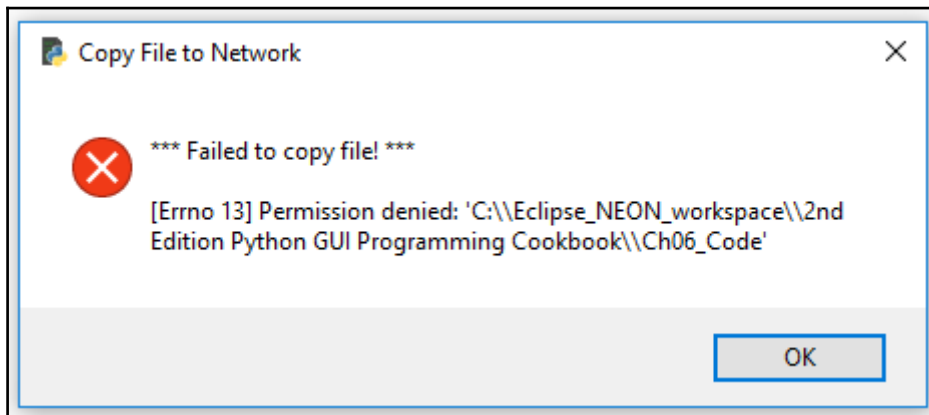 Copy File to Network
*** Failed to copy file! ***
[Errno 13] Permission denied: 'C:\\Eclipse_NEON_workspace\\2nd
Edition Python GUI Programming Cookbook\\Ch06_Code'
OK